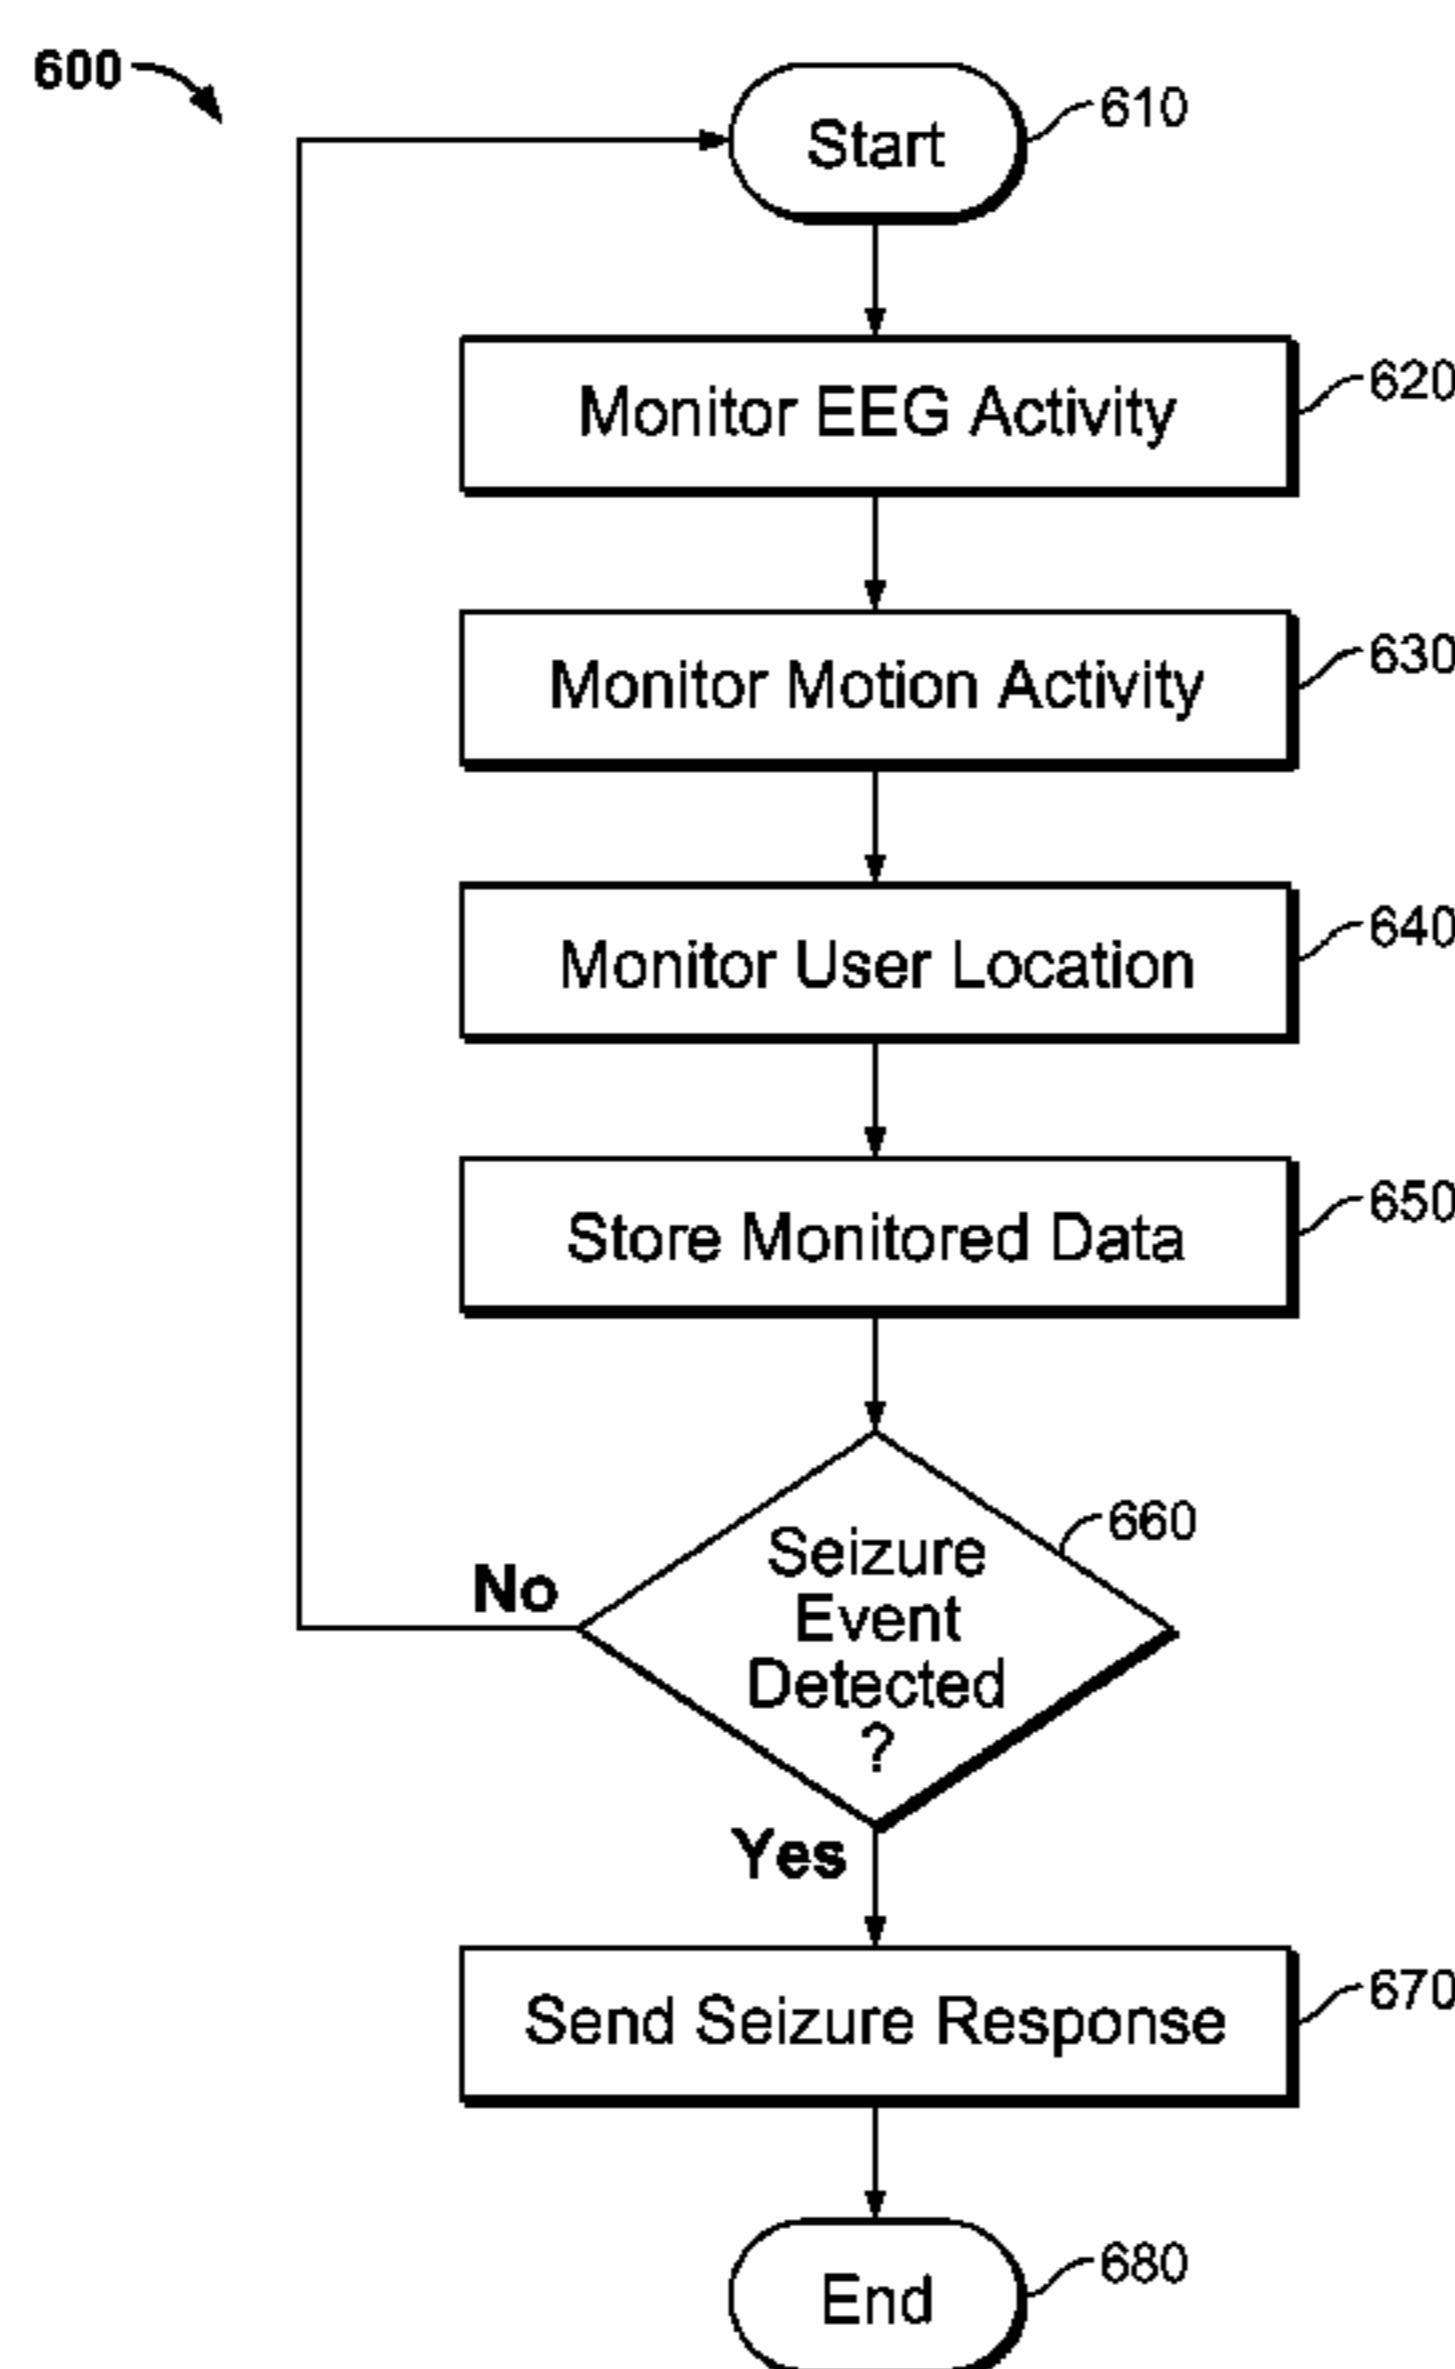 600
Start
610
Monitor EEG Activity
620
Monitor Motion Activity
630
Monitor User Location
640
Store Monitored Data
650
Seizure
Event
Detected
?
660
No
Yes
Send Seizure Response
670
End
680